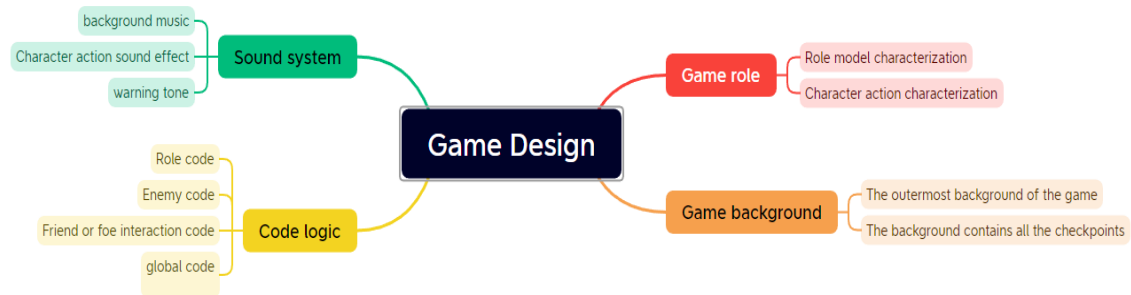 Game Design
Sound system
background music
Character action sound effect
warning tone
Code logic
Role code
Enemy code
Friend or foe interaction code
global code
Game role
Role model characterization
Character action characterization
Game background
The outermost background of the game
The background contains all the checkpoints